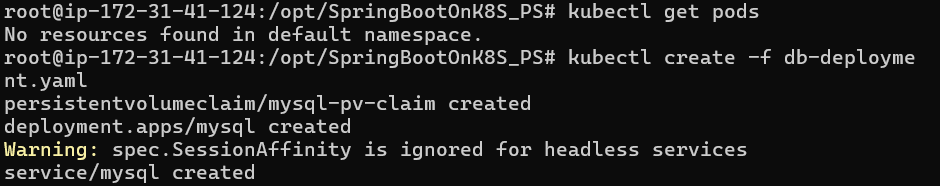 root@ip-172-31-41-124:/opt/SpringBootOnK8S_PS# kubectl get pods
No resources found in default namespace.
root@ip-172-31-41-124:/opt/SpringBootOnK8S_PS# kubectl create -f db-deployme
nt.yaml
persistentvolumeclaim/mysql-pv-claim created
deployment.apps/mysql created
Warning: spec.SessionAffinity is ignored for headless services
service/mysql created